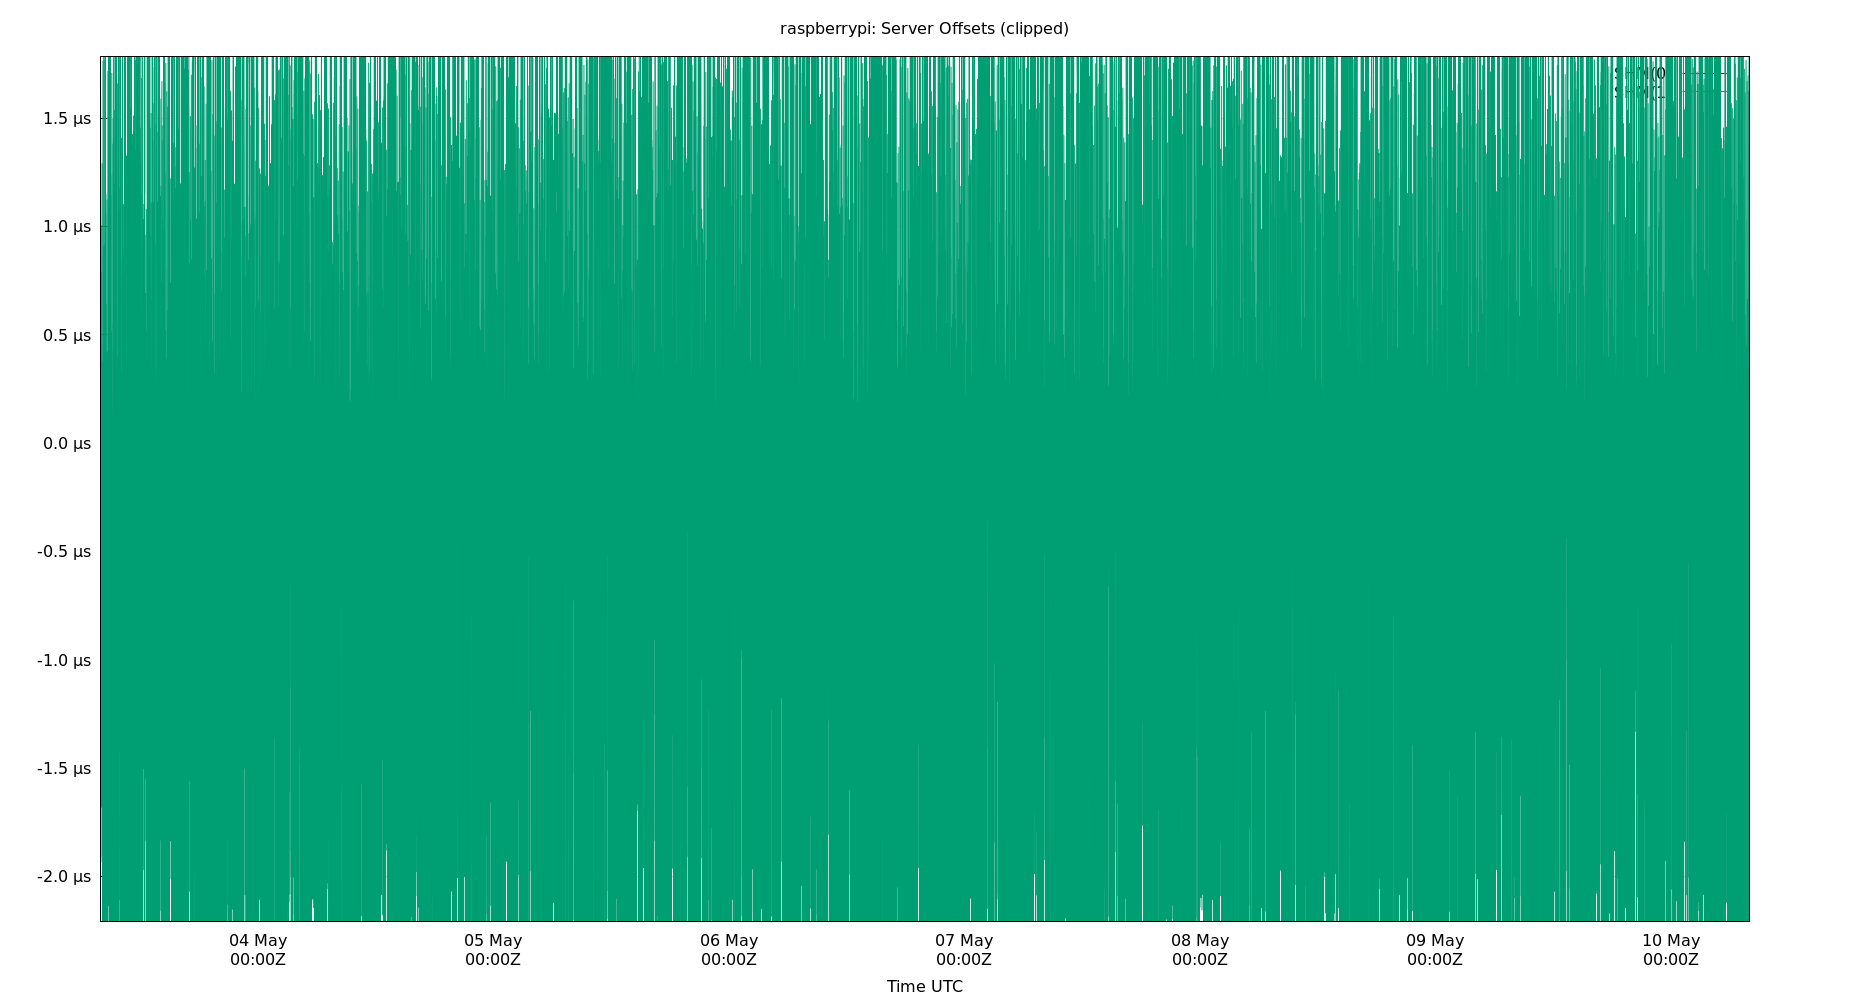 raspberrypi: Server Offsets (clipped)
1.5 µs
1.0 µs
0.5 µs
0.0 µs
-0.5 µs
-1.0 µs
-1.5 µs
-2.0 µs
04 May 05 May 06 May 07 May 08 May 09 May 10 May
00:00Z 00:00Z 00:00Z 00:00Z 00:00Z 00:00Z 00:00Z
Time UTC